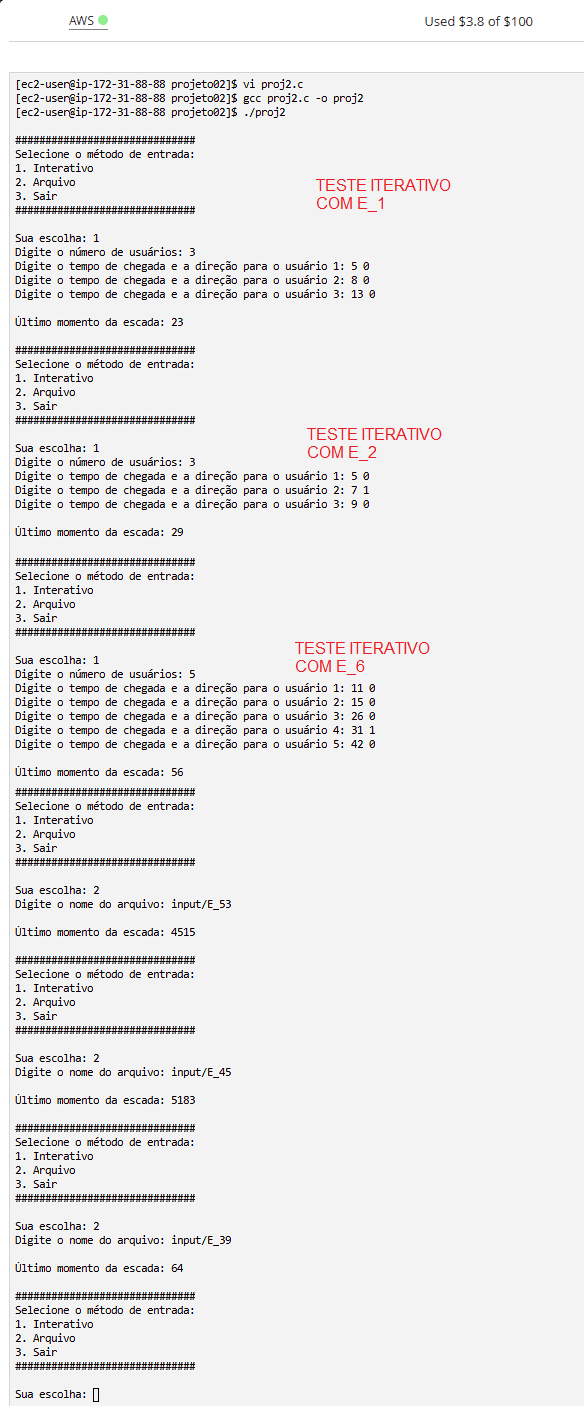 AWS
Used $3.8 of $100
[ec2-user@ip-172-31-88-88 projeto02]$ vi proj2.c
[ec2-user@ip-172-31-88-88 projeto02]$ gcc proj2.c -o proj2
[ec2-user@ip-172-31-88-88 projeto02]$ ./proj2
##############################
Selecione o método de entrada:
1. Interativo
2. Arquivo
3. Sair
##############################
TESTE ITERATIVO
COM E_1
Sua escolha: 1
Digite o número de usuários: 3
Digite o tempo de chegada e a direção para o usuário 1: 5 0
Digite o tempo de chegada e a direção para o usuário 2: 8 0
Digite o tempo de chegada e a direção para o usuário 3: 13 0
Último momento da escada: 23
##############################
Selecione o método de entrada:
1. Interativo
2. Arquivo
3. Sair
##############################
TESTE ITERATIVO
COM E_2
Sua escolha: 1
Digite o número de usuários: 3
Digite o tempo de chegada e a direção para o usuário 1: 5 0
Digite o tempo de chegada e a direção para o usuário 2: 7 1
Digite o tempo de chegada e a direção para o usuário 3: 9 0
Último momento da escada: 29
##############################
Selecione o método de entrada:
1. Interativo
2. Arquivo
3. Sair
##############################
TESTE ITERATIVO
COM E_6
Sua escolha: 1
Digite o número de usuários: 5
Digite o tempo de chegada e a direção para o usuário 1: 11 0
Digite o tempo de chegada e a direção para o usuário 2: 15 0
Digite o tempo de chegada e a direção para o usuário 3: 26 0
Digite o tempo de chegada e a direção para o usuário 4: 31 1
Digite o tempo de chegada e a direção para o usuário 5: 42 0
Último momento da escada: 56
##############################
Selecione o método de entrada:
1. Interativo
2. Arquivo
3. Sair
##############################
Sua escolha: 2
Digite o nome do arquivo: input/E_53
Último momento da escada: 4515
##############################
Selecione o método de entrada:
1. Interativo
2. Arquivo
3. Sair
##############################
Sua escolha: 2
Digite o nome do arquivo: input/E_45
Último momento da escada: 5183
##############################
Selecione o método de entrada:
1. Interativo
2. Arquivo
3. Sair
##############################
Sua escolha: 2
Digite o nome do arquivo: input/E_39
Último momento da escada: 64
##############################
Selecione o método de entrada:
1. Interativo
2. Arquivo
3. Sair
##############################
Sua escolha: